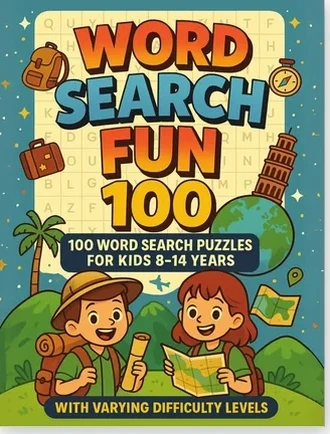 WORD
SEARCH
FUN
100
100 WORD SEARCH PUZZLES
FOR KIDS 8–14 YEARS
WITH VARYING DIFFICULTY LEVELS